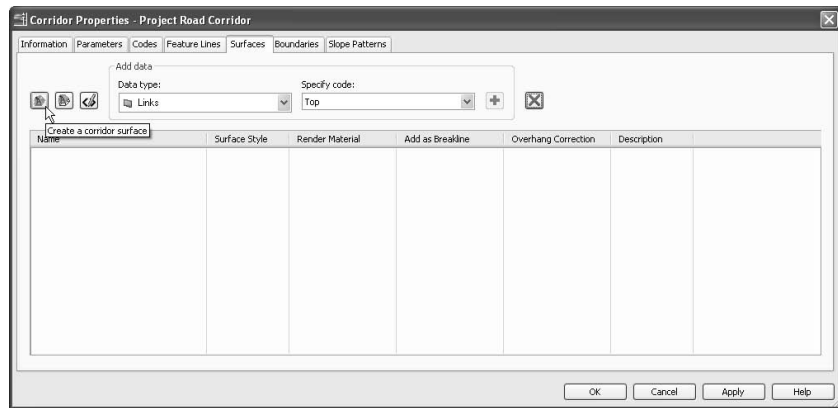 Corridor Properties - Project Road Corridor
Information Parameters Codes Feature Lines Surfaces Boundaries Slope Patterns
Add data
Data type: Specify code:
Links Top
Create a corridor surface
Name Surface Style Render Material Add as Breakline Overhang Correction Description
OK Cancel Apply Help